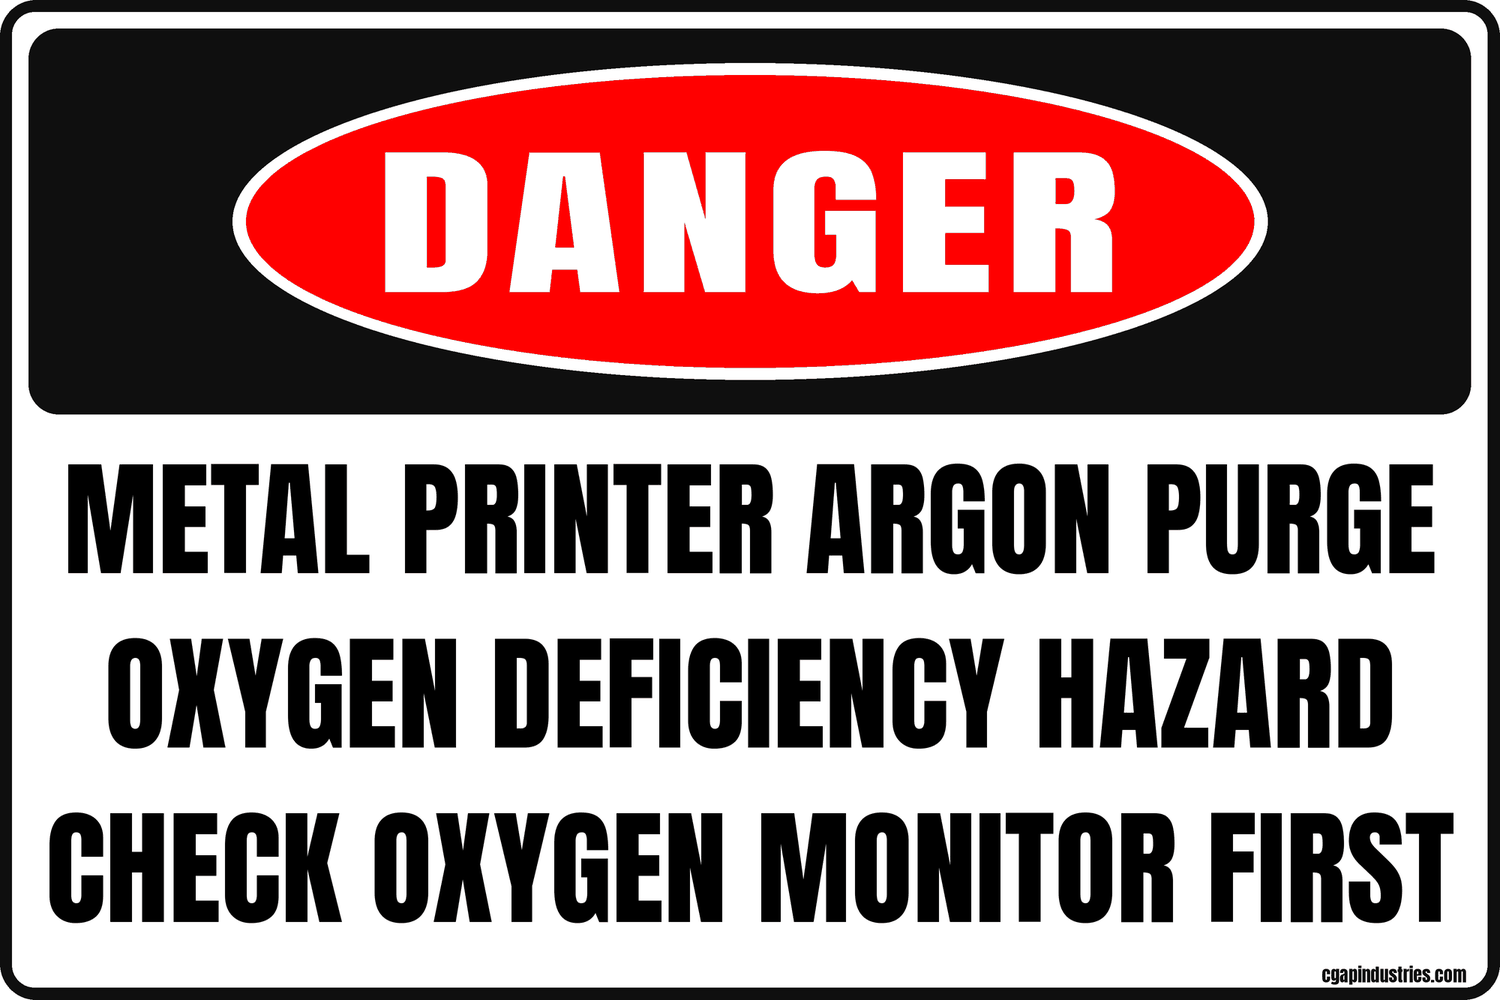 DANGER
METAL PRINTER ARGON PURGE
OXYGEN DEFICIENCY HAZARD
CHECK OXYGEN MONITOR FIRST
cgapindustries.com